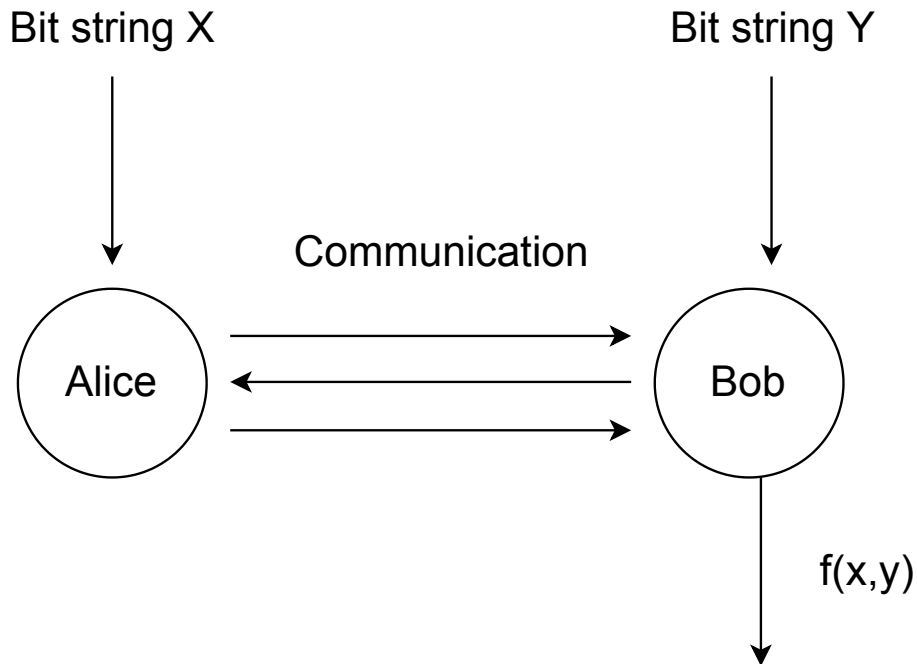 Bit string X
Bit string Y
Communication
Alice
Bob
f(x,y)